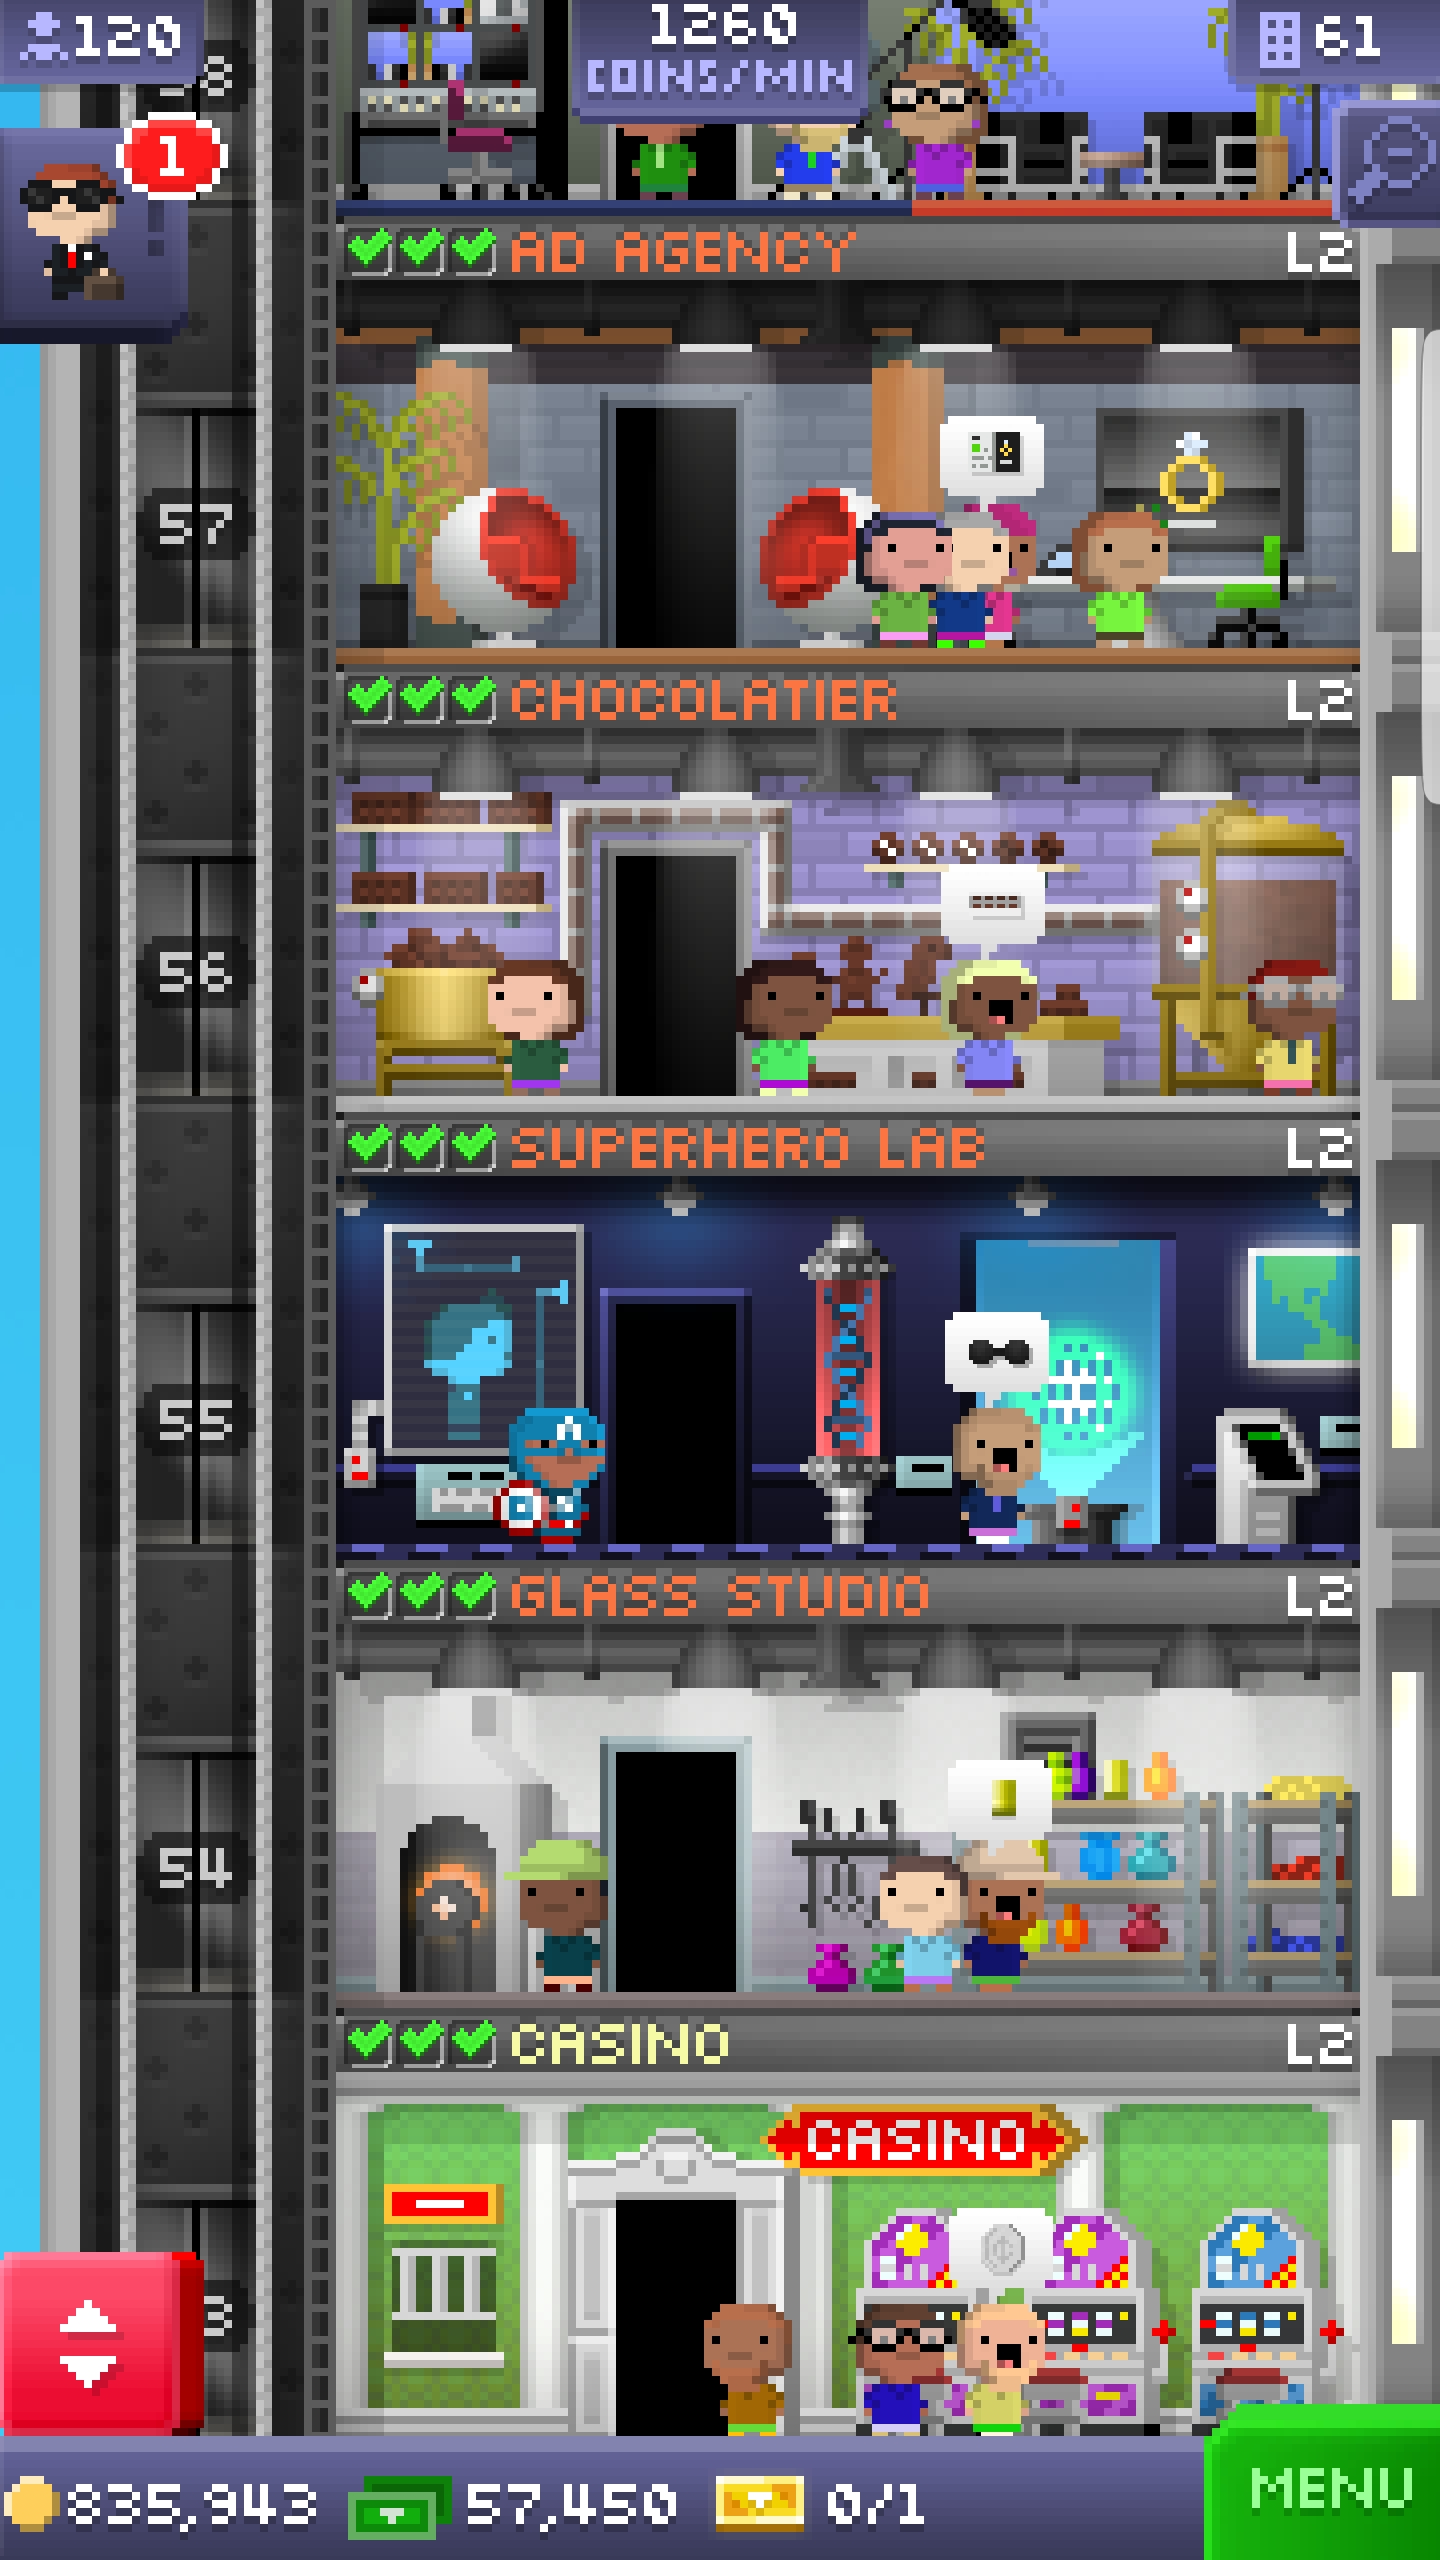 120
1260
COINS/MIN
61
1
AD AGENCY L2
57
CHOCOLATIER L2
56
SUPERHERO LAB L2
55
GLASS STUDIO L2
54
CASINO L2
CASINO
835,943 57,450 0/1
MENU